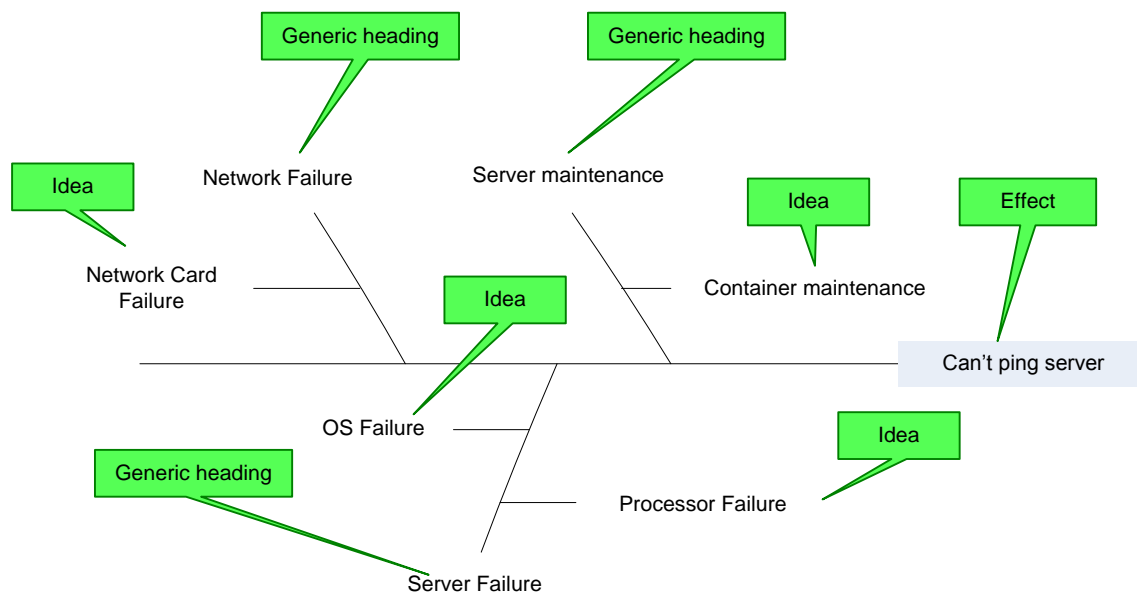 Generic heading
Generic heading
Network Failure
Server maintenance
Idea
Idea
Effect
Network Card
Failure
Idea
Container maintenance
Can’t ping server
OS Failure
Idea
Generic heading
Processor Failure
Server Failure